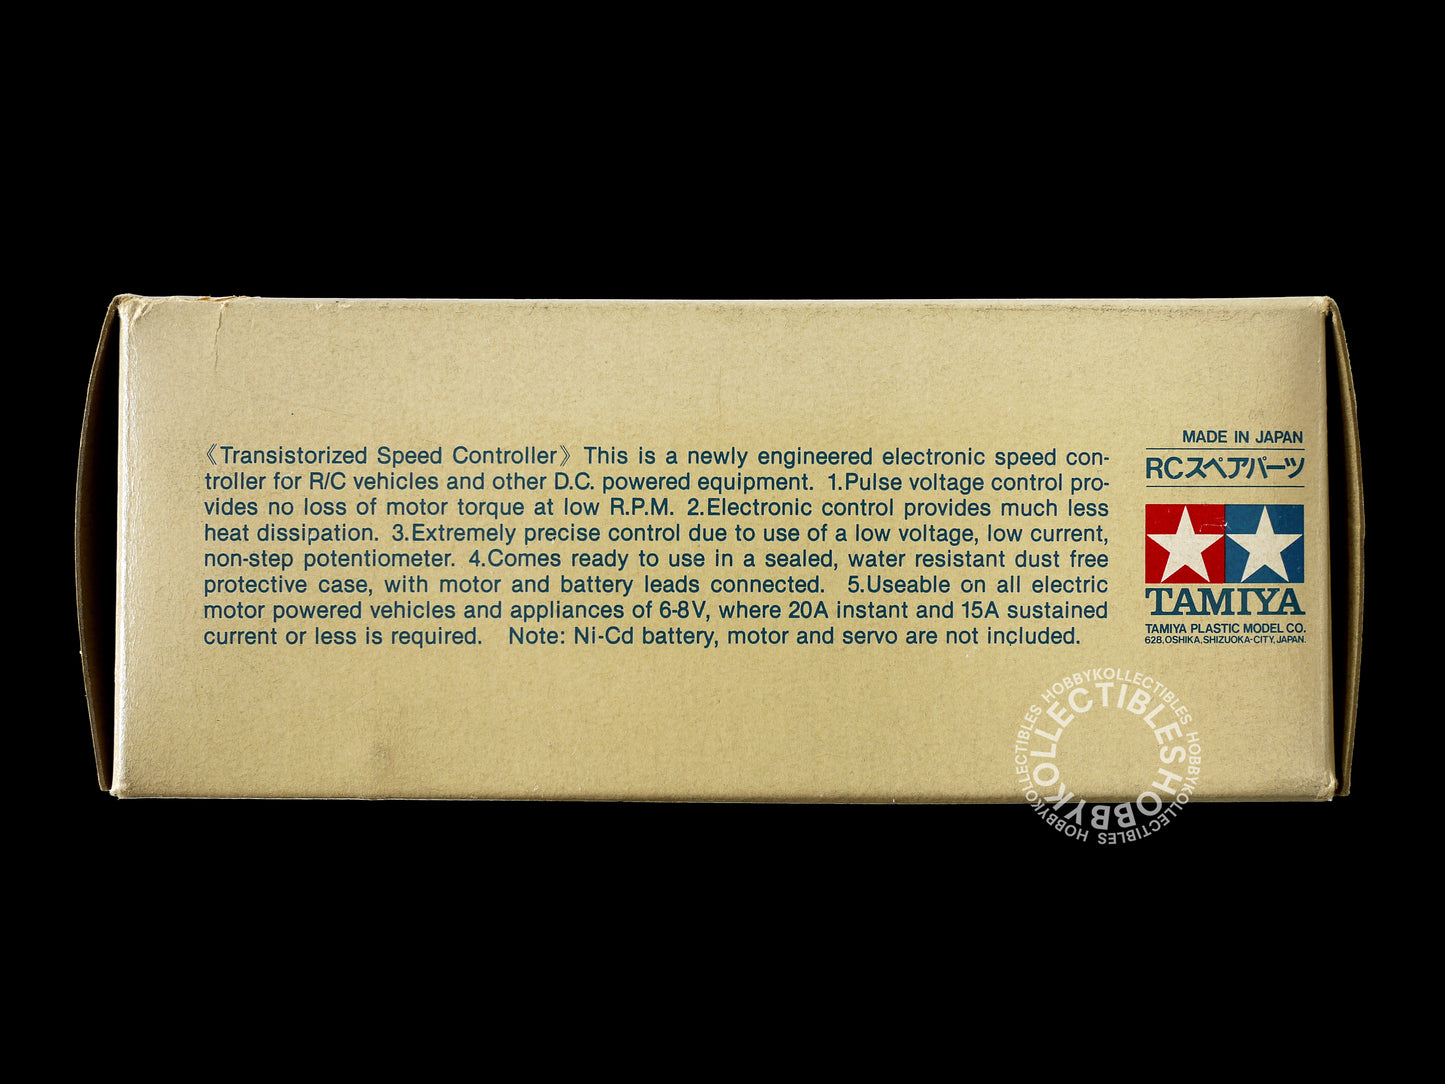 《Transistorized Speed Controller》 This is a newly engineered electronic speed con-
troller for R/C vehicles and other D.C. powered equipment. 1.Pulse voltage control pro-
vides no loss of motor torque at low R.P.M. 2.Electronic control provides much less
heat dissipation. 3.Extremely precise control due to use of a low voltage, low current,
non-step potentiometer. 4.Comes ready to use in a sealed, water resistant dust free
protective case, with motor and battery leads connected. 5.Useable on all electric
motor powered vehicles and appliances of 6-8V, where 20A instant and 15A sustained
current or less is required. Note: Ni-Cd battery, motor and servo are not included.
MADE IN JAPAN
RCスペアパーツ
TAMIYA
TAMIYA PLASTIC MODEL CO.
628, OSHIKA, SHIZUOKA-CITY, JAPAN.
HOBBYKOLLECTIBLES HOBBYKOLLECTIBLES HOBBYKOLLECTIBLES
HOBBYKOLLECTIBLES